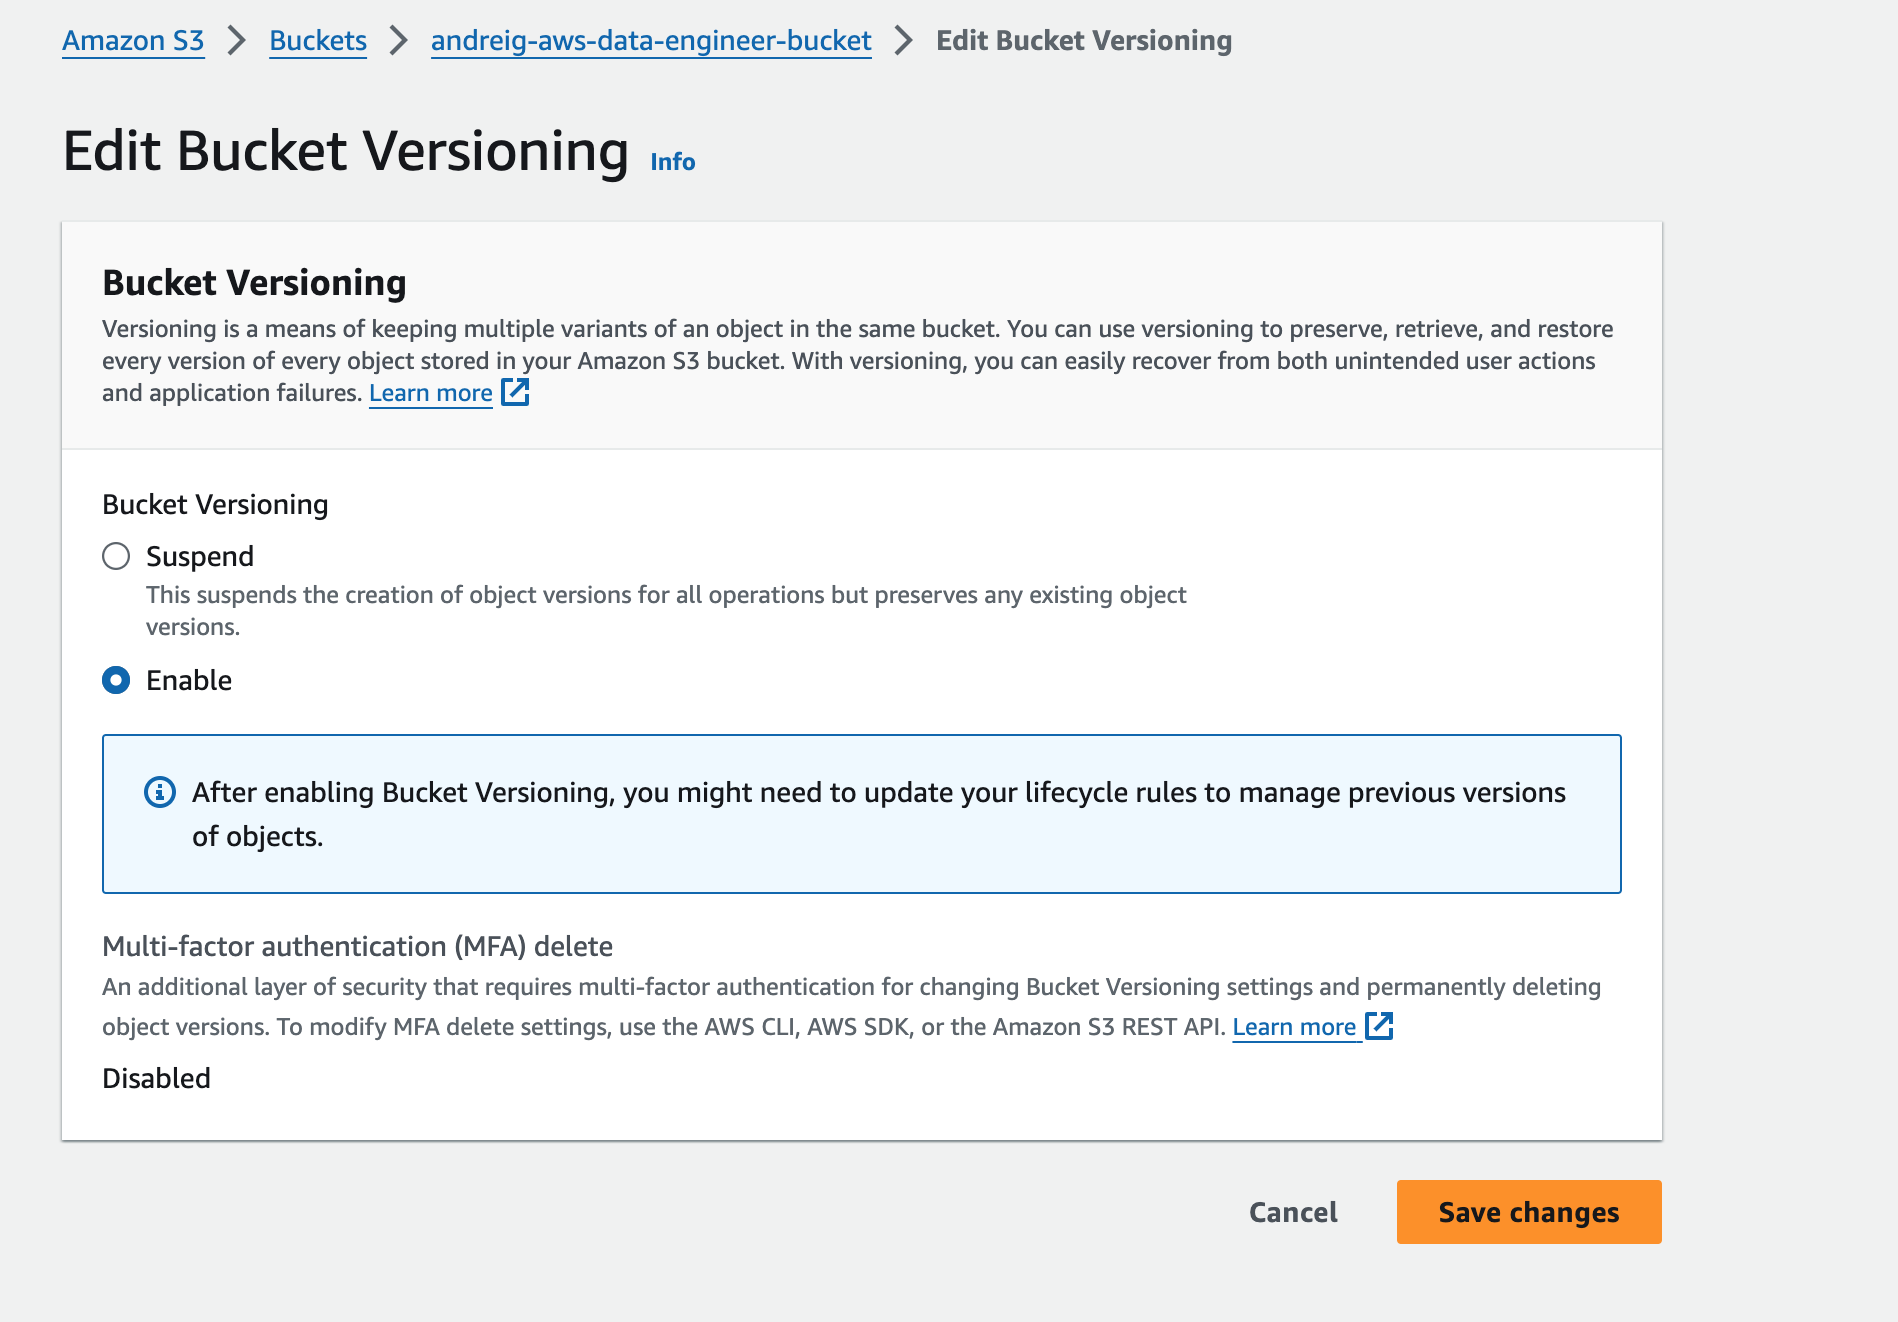 Amazon S3 > Buckets > andreig-aws-data-engineer-bucket > Edit Bucket Versioning
Edit Bucket Versioning Info
Bucket Versioning
Versioning is a means of keeping multiple variants of an object in the same bucket. You can use versioning to preserve, retrieve, and restore
every version of every object stored in your Amazon S3 bucket. With versioning, you can easily recover from both unintended user actions
and application failures. Learn more
Bucket Versioning
Suspend
This suspends the creation of object versions for all operations but preserves any existing object
versions.
Enable
After enabling Bucket Versioning, you might need to update your lifecycle rules to manage previous versions
of objects.
Multi-factor authentication (MFA) delete
An additional layer of security that requires multi-factor authentication for changing Bucket Versioning settings and permanently deleting
object versions. To modify MFA delete settings, use the AWS CLI, AWS SDK, or the Amazon S3 REST API. Learn more
Disabled
Cancel Save changes